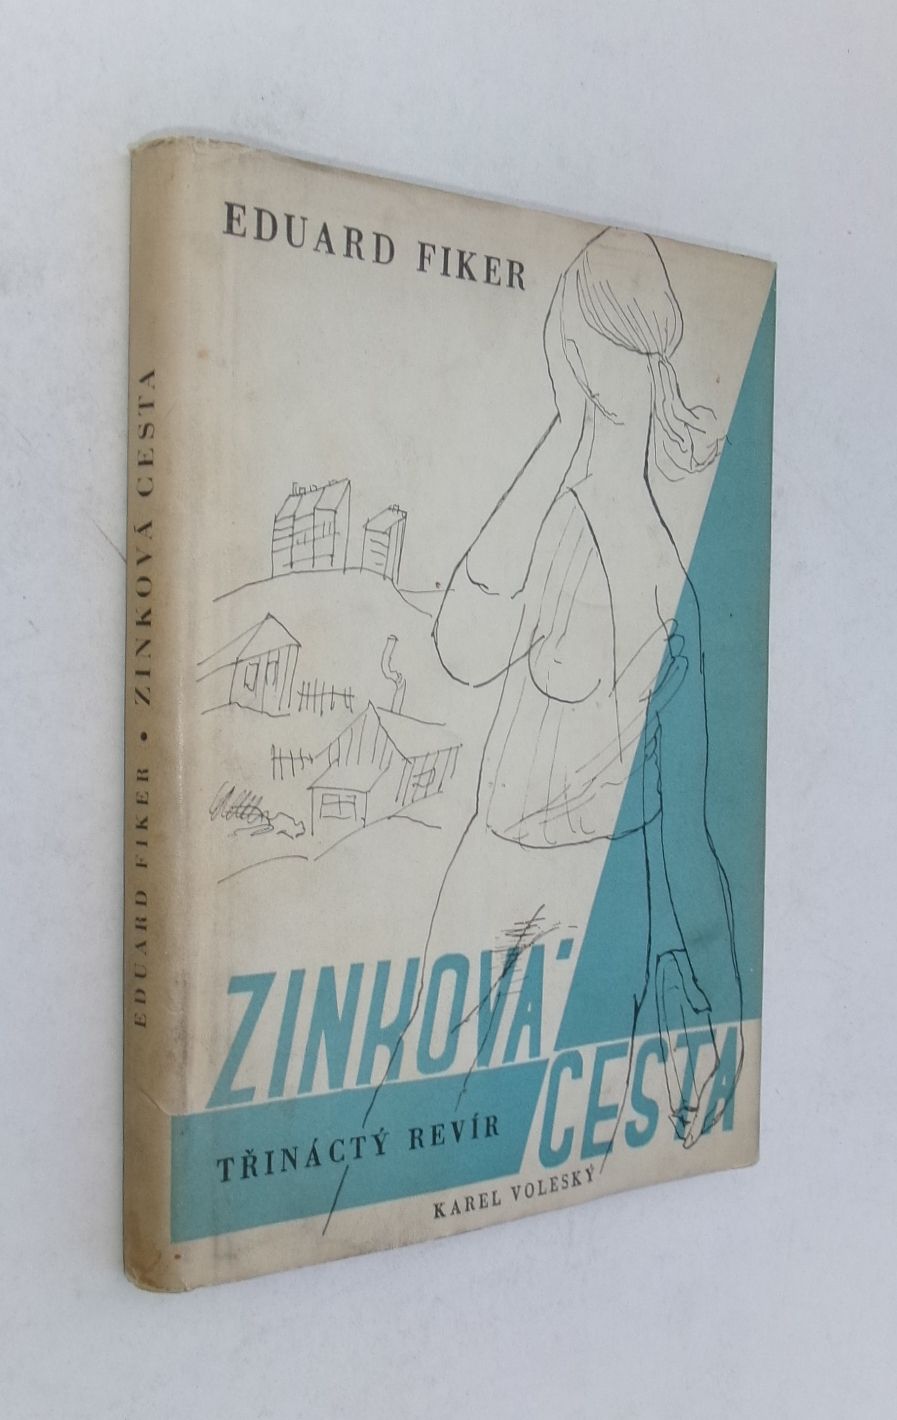 EDUARD FIKER
ZINKOVÁ
CESTA
TŘINÁCTÝ REVÍR
KAREL VOLESKÝ
EDUARD FIKER • ZINKOVÁ CESTA